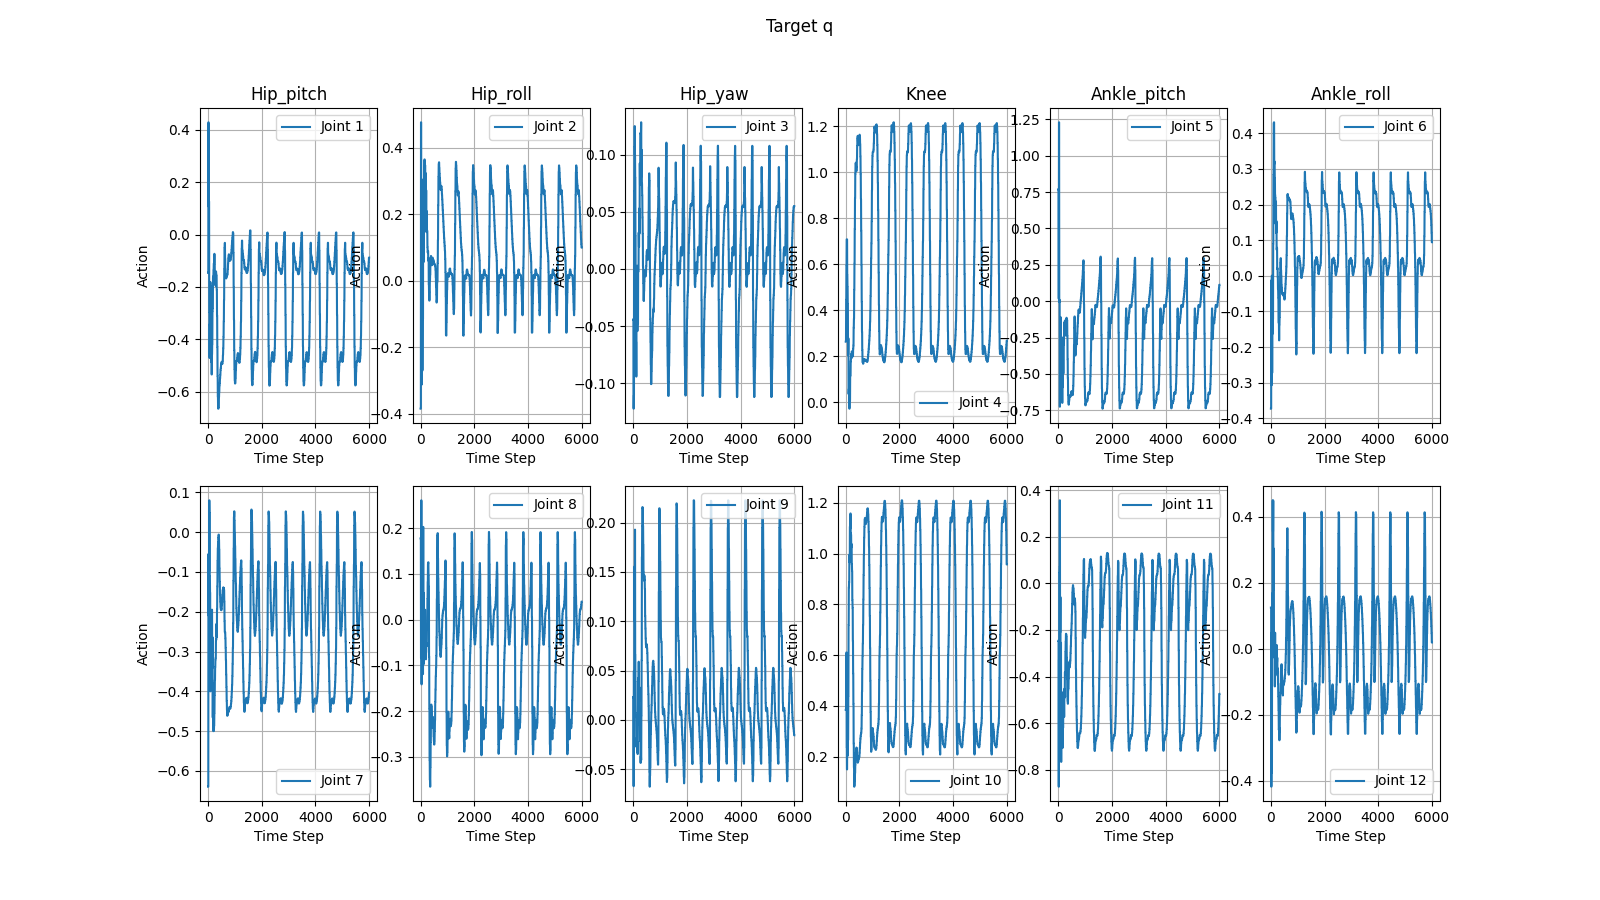 Target q
Hip_pitch
Hip_roll
Hip_yaw
Knee
Ankle_pitch
Ankle_roll
Joint 1
0.4
0.2
0.0
−0.2
−0.4
−0.6
Action
0 2000 4000 6000
Time Step
Joint 2
0.4
0.2
0.0
−0.2
−0.4
Action
0 2000 4000 6000
Time Step
Joint 3
0.10
0.05
0.00
−0.05
−0.10
Action
0 2000 4000 6000
Time Step
Joint 4
1.2
1.0
0.8
0.6
0.4
0.2
0.0
Action
0 2000 4000 6000
Time Step
Joint 5
1.25
1.00
0.75
0.50
0.25
0.00
−0.25
−0.50
−0.75
Action
0 2000 4000 6000
Time Step
Joint 6
0.4
0.3
0.2
0.1
0.0
−0.1
−0.2
−0.3
−0.4
Action
0 2000 4000 6000
Time Step
Joint 7
0.1
0.0
−0.1
−0.2
−0.3
−0.4
−0.5
−0.6
Action
0 2000 4000 6000
Time Step
Joint 8
0.2
0.1
0.0
−0.1
−0.2
−0.3
Action
0 2000 4000 6000
Time Step
Joint 9
0.20
0.15
0.10
0.05
0.00
−0.05
Action
0 2000 4000 6000
Time Step
Joint 10
1.2
1.0
0.8
0.6
0.4
0.2
Action
0 2000 4000 6000
Time Step
Joint 11
0.4
0.2
0.0
−0.2
−0.4
−0.6
−0.8
Action
0 2000 4000 6000
Time Step
Joint 12
0.4
0.2
0.0
−0.2
−0.4
Action
0 2000 4000 6000
Time Step